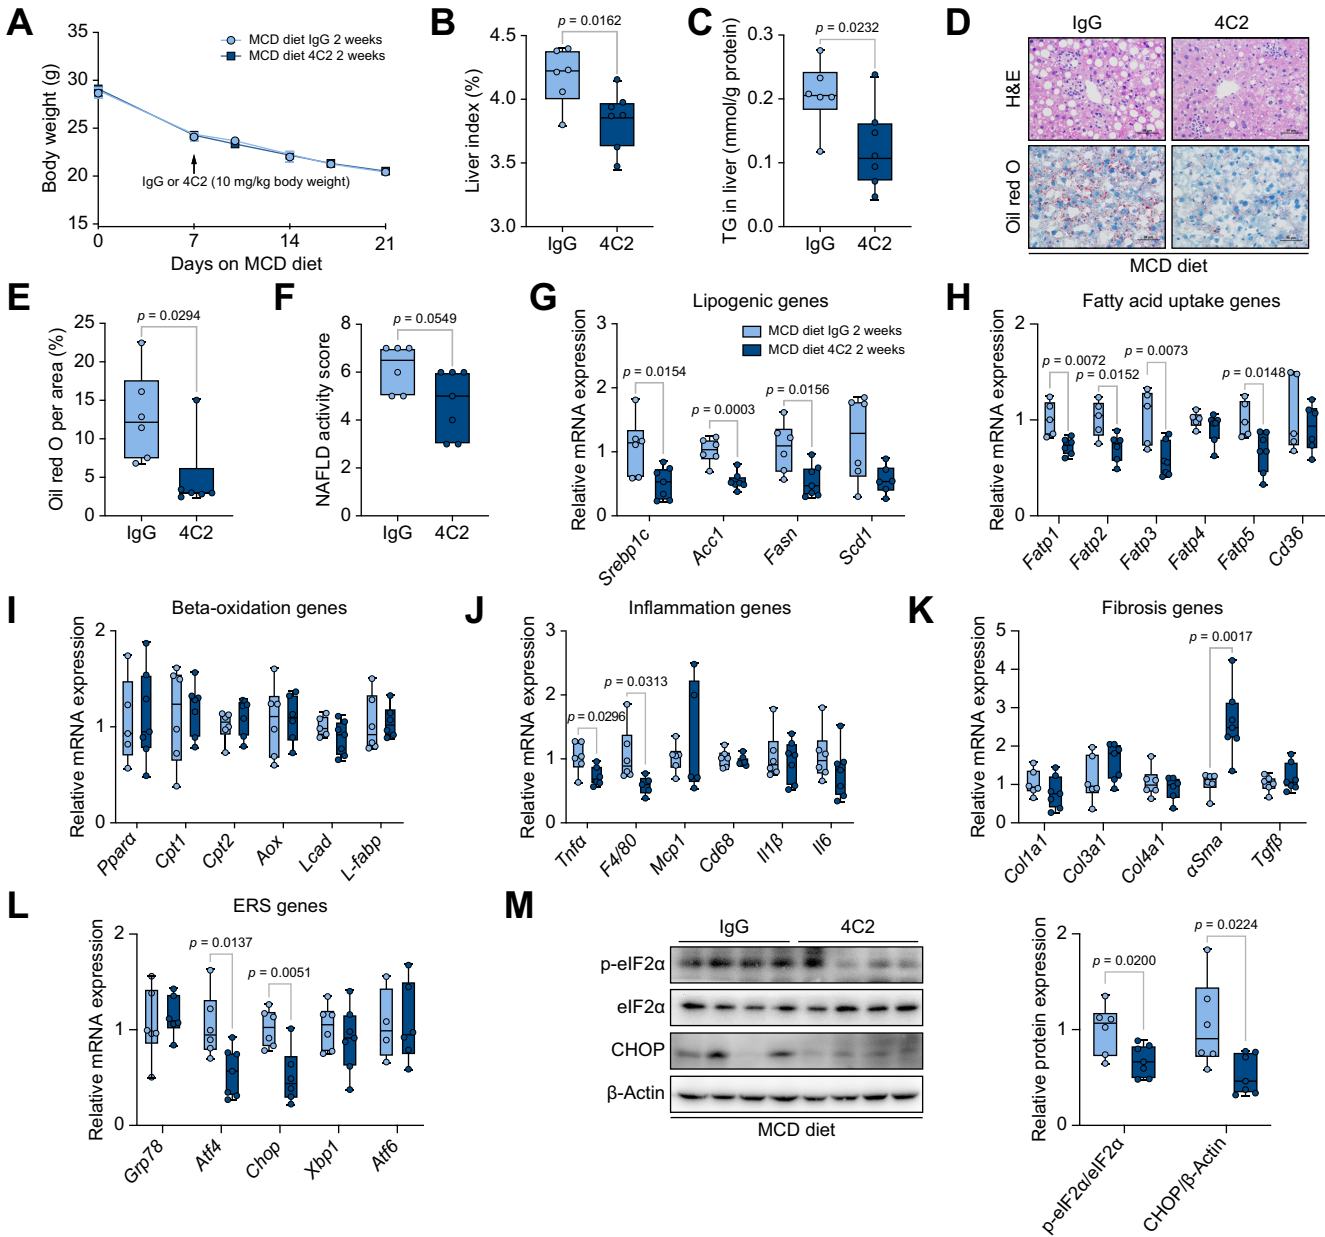 A
35
30
25
20
15
Body weight (g)
MCD diet IgG 2 weeks
MCD diet 4C2 2 weeks
IgG or 4C2 (10 mg/kg body weight)
0 7 14 21
Days on MCD diet
B
p = 0.0162
4.5
4.0
3.5
3.0
Liver index (%)
IgG 4C2
C
p = 0.0232
0.3
0.2
0.1
0.0
TG in liver (mmol/g protein)
IgG 4C2
D
IgG 4C2
H&E
Oil red O
MCD diet
E
p = 0.0294
25
20
15
10
5
0
Oil red O per area (%)
IgG 4C2
F
p = 0.0549
8
6
4
2
0
NAFLD activity score
IgG 4C2
G
Lipogenic genes
MCD diet IgG 2 weeks
MCD diet 4C2 2 weeks
3
2
1
0
Relative mRNA expression
p = 0.0154
p = 0.0003
p = 0.0156
Srebp1c Acc1 Fasn Scd1
H
Fatty acid uptake genes
2
1
0
Relative mRNA expression
p = 0.0072
p = 0.0152
p = 0.0073
p = 0.0148
Fatp1 Fatp2 Fatp3 Fatp4 Fatp5 Cd36
I
Beta-oxidation genes
2
1
0
Relative mRNA expression
Pparα Cpt1 Cpt2 Aox Lcad L-fabp
J
Inflammation genes
3
2
1
0
Relative mRNA expression
p = 0.0296
p = 0.0313
Tnfα F4/80 Mcp1 Cd68 Il1β Il6
K
Fibrosis genes
5
4
3
2
1
0
Relative mRNA expression
p = 0.0017
Col1a1 Col3a1 Col4a1 αSma Tgfβ
L
ERS genes
2
1
0
Relative mRNA expression
p = 0.0137
p = 0.0051
Grp78 Atf4 Chop Xbp1 Atf6
M
IgG 4C2
p-eIF2α
eIF2α
CHOP
β-Actin
MCD diet
2
1
0
Relative protein expression
p = 0.0200
p = 0.0224
p-eIF2α/eIF2α CHOP/β-Actin